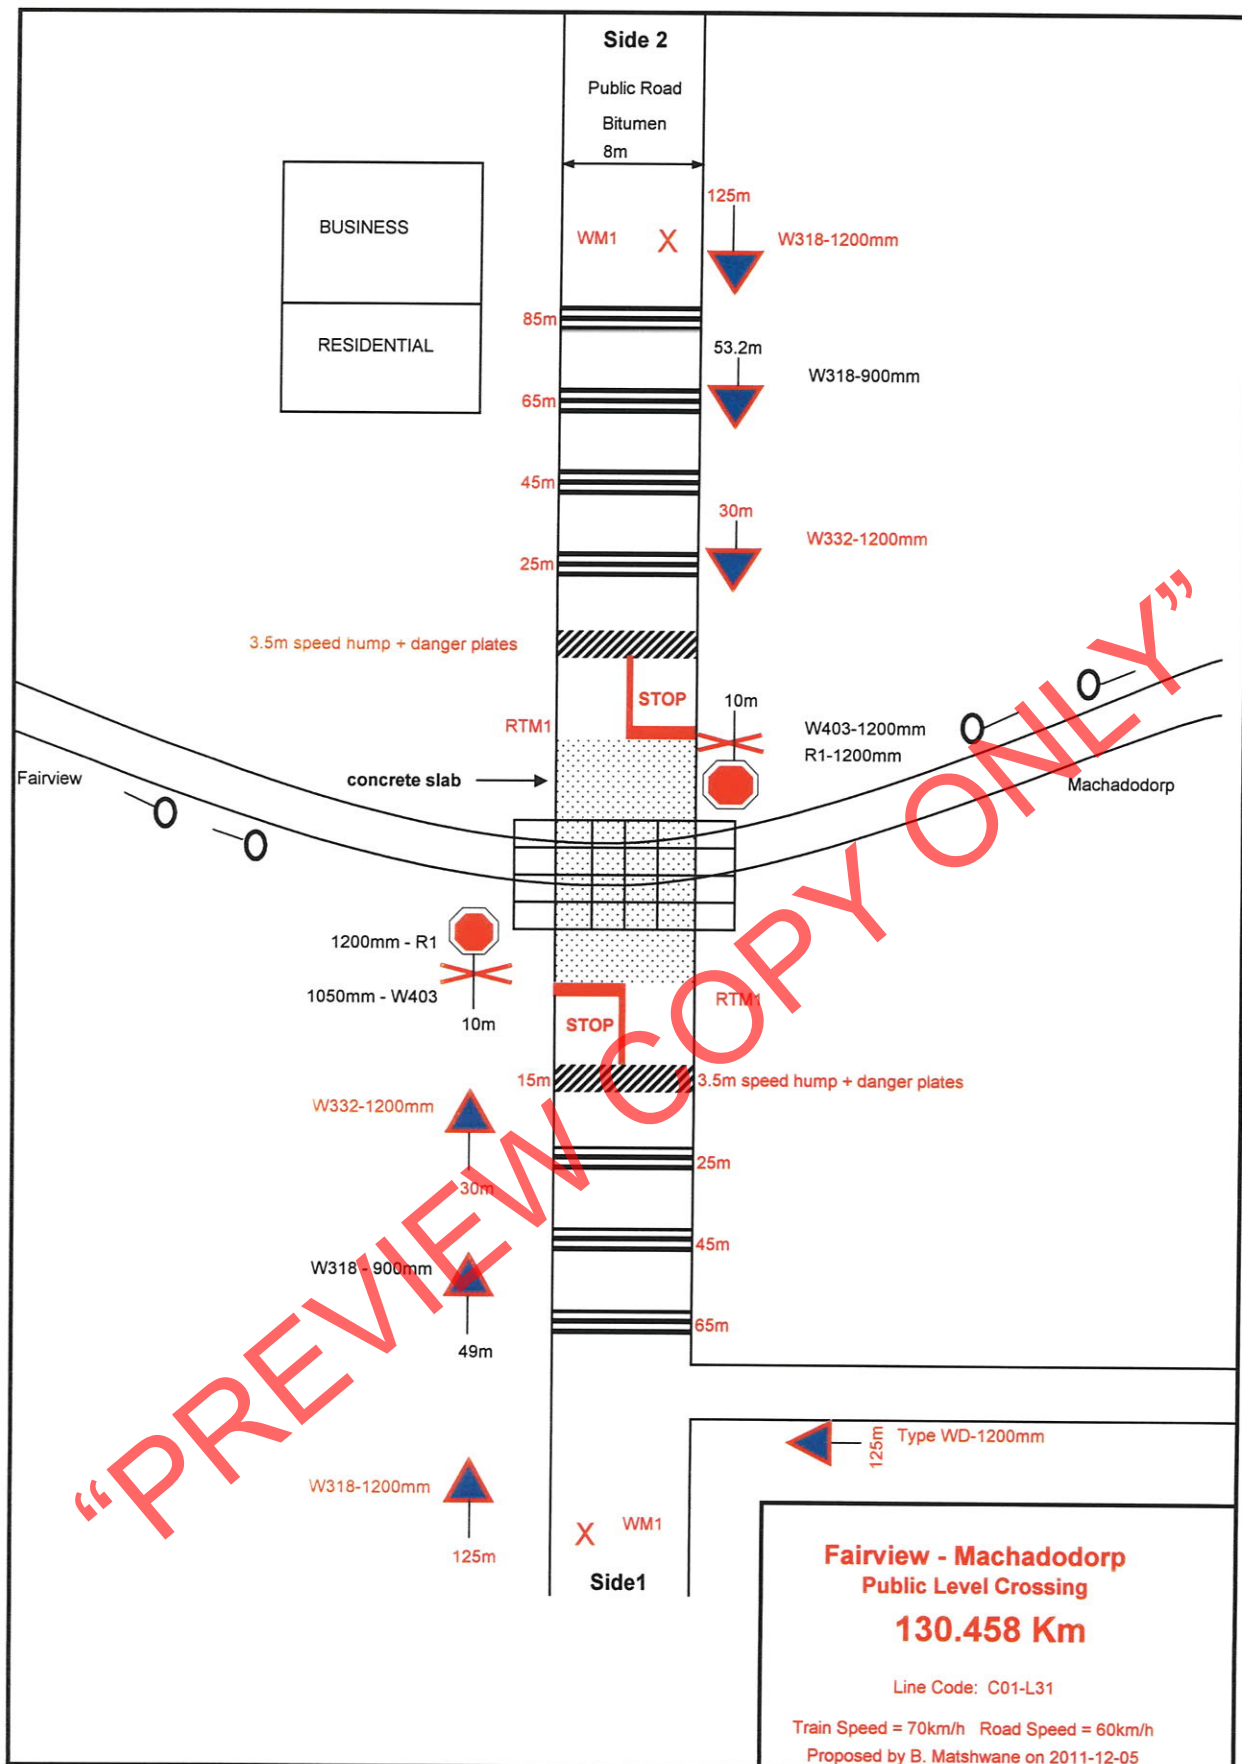 Side 2
Public Road
Bitumen
8m
BUSINESS
RESIDENTIAL
WM1 X
125m
W318-1200mm
85m
53.2m
W318-900mm
65m
45m
30m
W332-1200mm
25m
3.5m speed hump + danger plates
STOP
RTM1
10m
W403-1200mm
R1-1200mm
Fairview
concrete slab
Machadodorp
1200mm - R1
1050mm - W403
10m
RTM1
STOP
15m
3.5m speed hump + danger plates
W332-1200mm
30m
25m
45m
W318 - 900mm
49m
65m
125m
Type WD-1200mm
W318-1200mm
125m
X WM1
Side1
Fairview - Machadodorp
Public Level Crossing
130.458 Km
Line Code: C01-L31
Train Speed = 70km/h Road Speed = 60km/h
Proposed by B. Matshwane on 2011-12-05
“PREVIEW COPY ONLY”